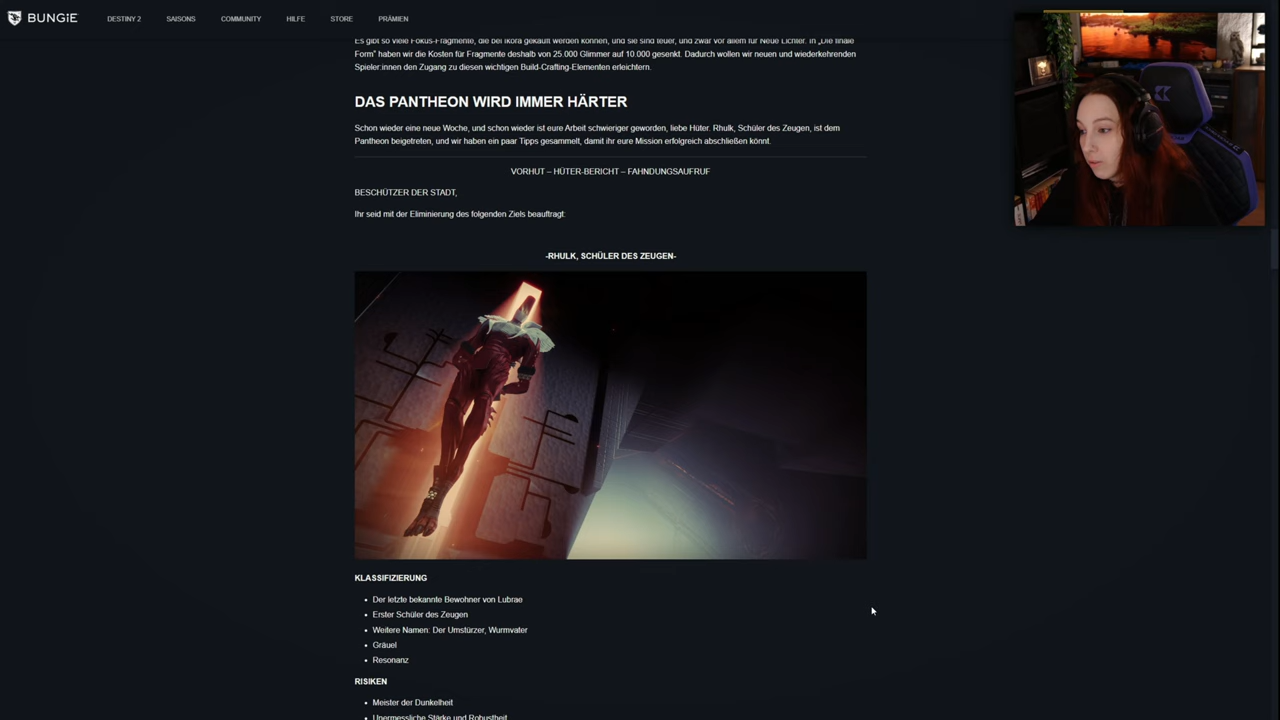 BUNGiE DESTINY 2 SAISONS COMMUNITY HILFE STORE PRÄMIEN
Es gibt so viele Fokus-Fragmente, die bei Ikora gekauft werden können, und sie sind teuer, und zwar vor allem für Neue Lichter. In „Die finale
Form“ haben wir die Kosten für Fragmente deshalb von 25 000 Glimmer auf 10 000 gesenkt. Dadurch wollen wir neuen und wiederkehrenden
Spieler:innen den Zugang zu diesen wichtigen Build-Crafting-Elementen erleichtern.
DAS PANTHEON WIRD IMMER HÄRTER
Schon wieder eine neue Woche, und schon wieder ist eure Arbeit schwieriger geworden, liebe Hüter. Rhulk, Schüler des Zeugen, ist dem
Pantheon beigetreten, und wir haben ein paar Tipps gesammelt, damit ihr eure Mission erfolgreich abschließen könnt.
VORHUT – HÜTER-BERICHT – FAHNDUNGSAUFRUF
BESCHÜTZER DER STADT,
Ihr seid mit der Eliminierung des folgenden Ziels beauftragt:
-RHULK, SCHÜLER DES ZEUGEN-
KLASSIFIZIERUNG
• Der letzte bekannte Bewohner von Lubrae
• Erster Schüler des Zeugen
• Weitere Namen: Der Umstürzer, Wurmvater
• Gräuel
• Resonanz
RISIKEN
• Meister der Dunkelheit
• Unermessliche Stärke und Robustheit